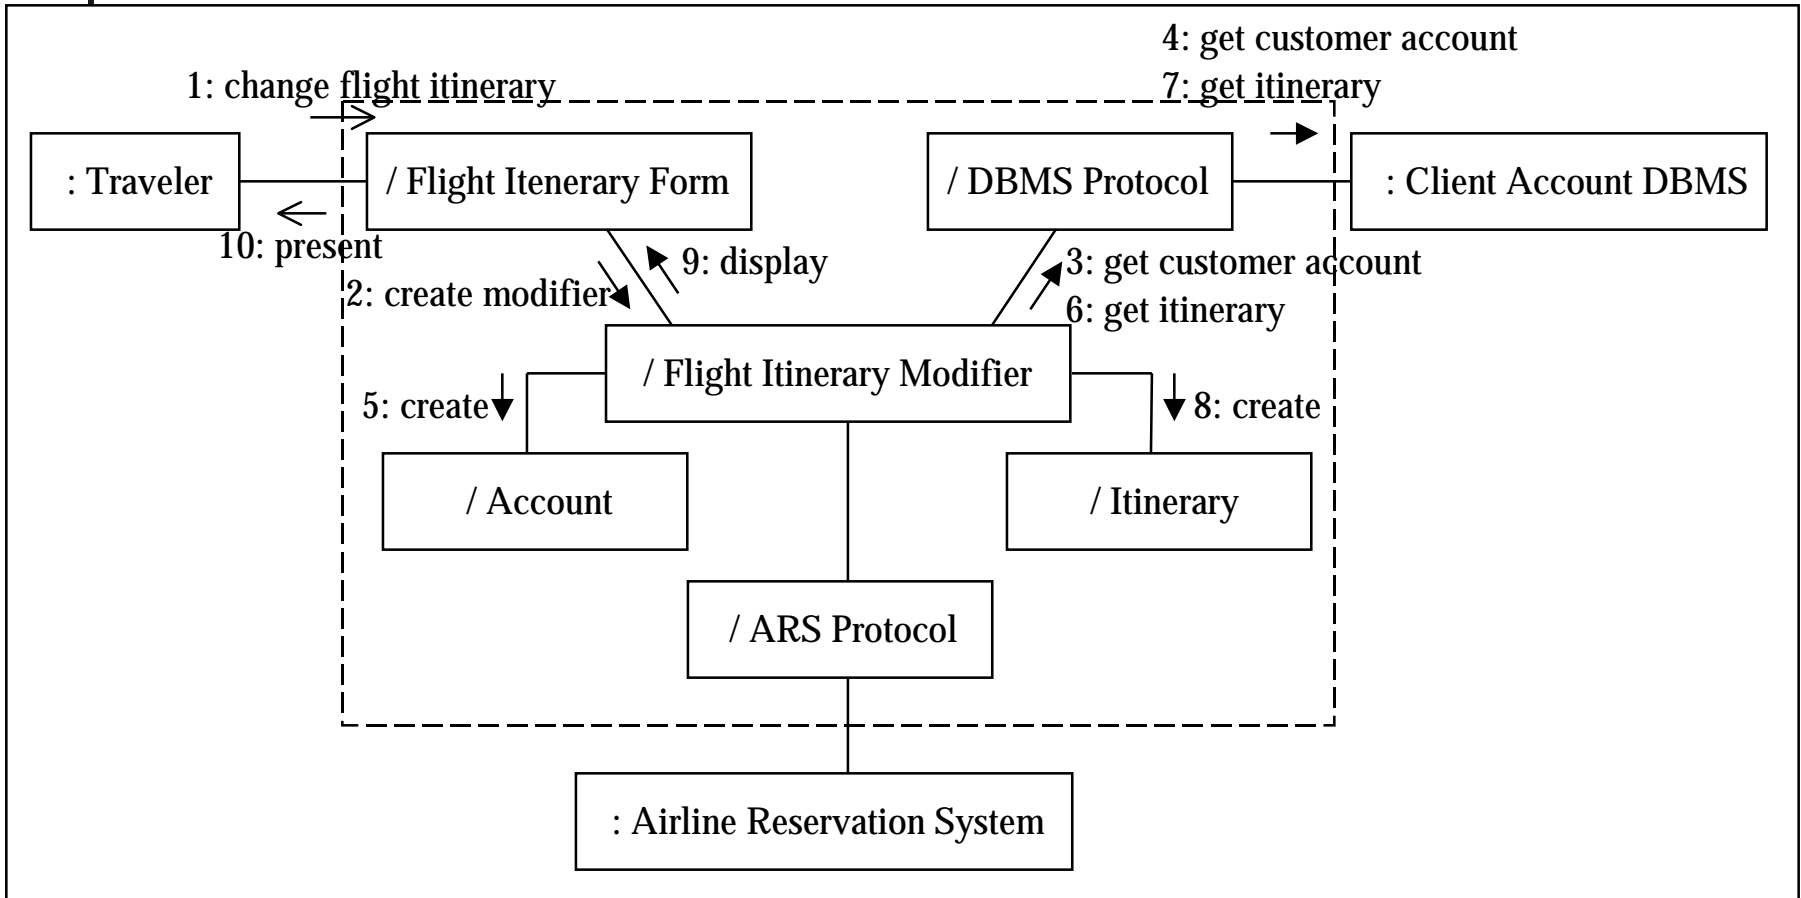 4: get customer account
1: change flight itinerary
7: get itinerary
: Traveler
/ Flight Itenerary Form
/ DBMS Protocol
: Client Account DBMS
10: present
9: display
3: get customer account
2: create modifier
6: get itinerary
/ Flight Itinerary Modifier
5: create
8: create
/ Account
/ Itinerary
/ ARS Protocol
: Airline Reservation System